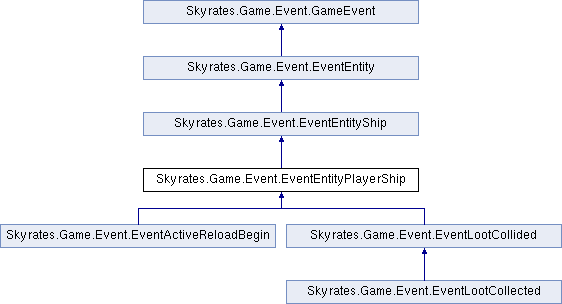 Skyrates.Game.Event.GameEvent
Skyrates.Game.Event.EventEntity
Skyrates.Game.Event.EventEntityShip
Skyrates.Game.Event.EventEntityPlayerShip
Skyrates.Game.Event.EventActiveReloadBegin
Skyrates.Game.Event.EventLootCollided
Skyrates.Game.Event.EventLootCollected